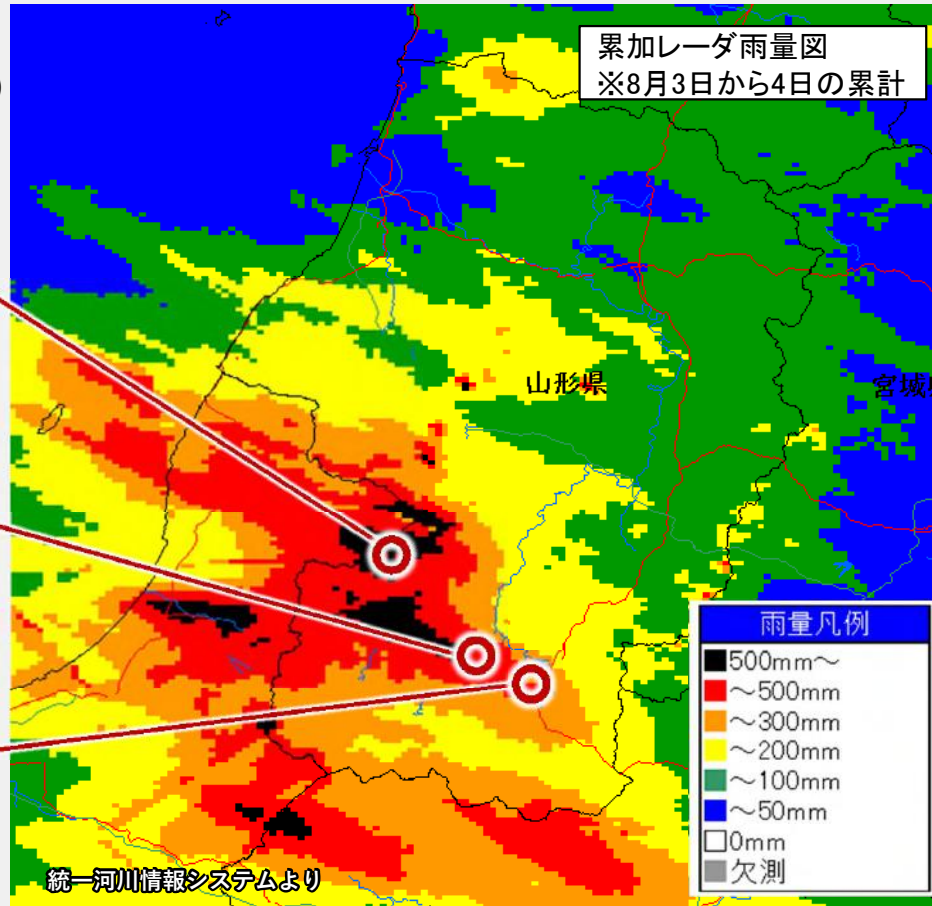 累加レーダ雨量図
※8月3日から4日の累計
山形県
宮城
雨量凡例
500mm～
～500mm
～300mm
～200mm
～100mm
～50mm
0mm
欠測
統一河川情報システムより